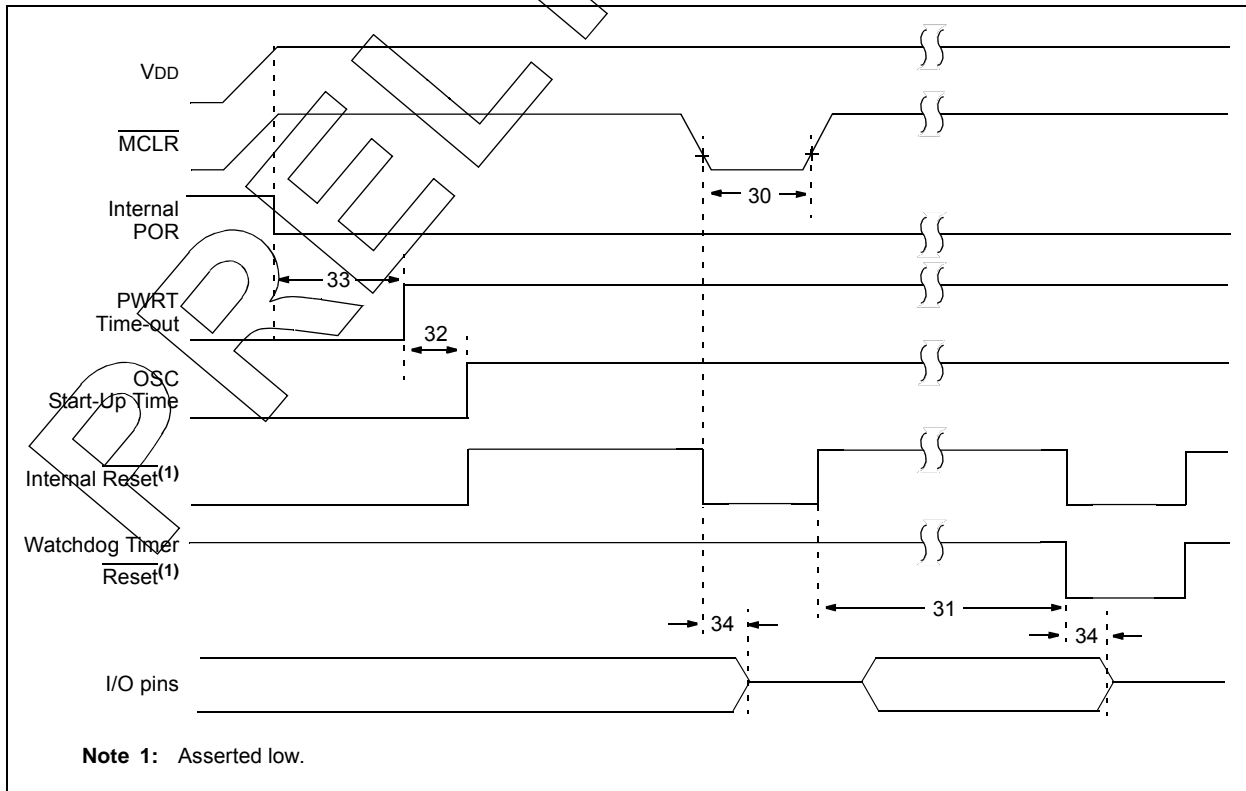 VDD
MCLR
30
Internal
POR
33
PWRT
Time-out
32
OSC
Start-Up Time
Internal Reset(1)
Watchdog Timer
Reset(1)
31
34
34
I/O pins
Note 1: Asserted low.
PREL